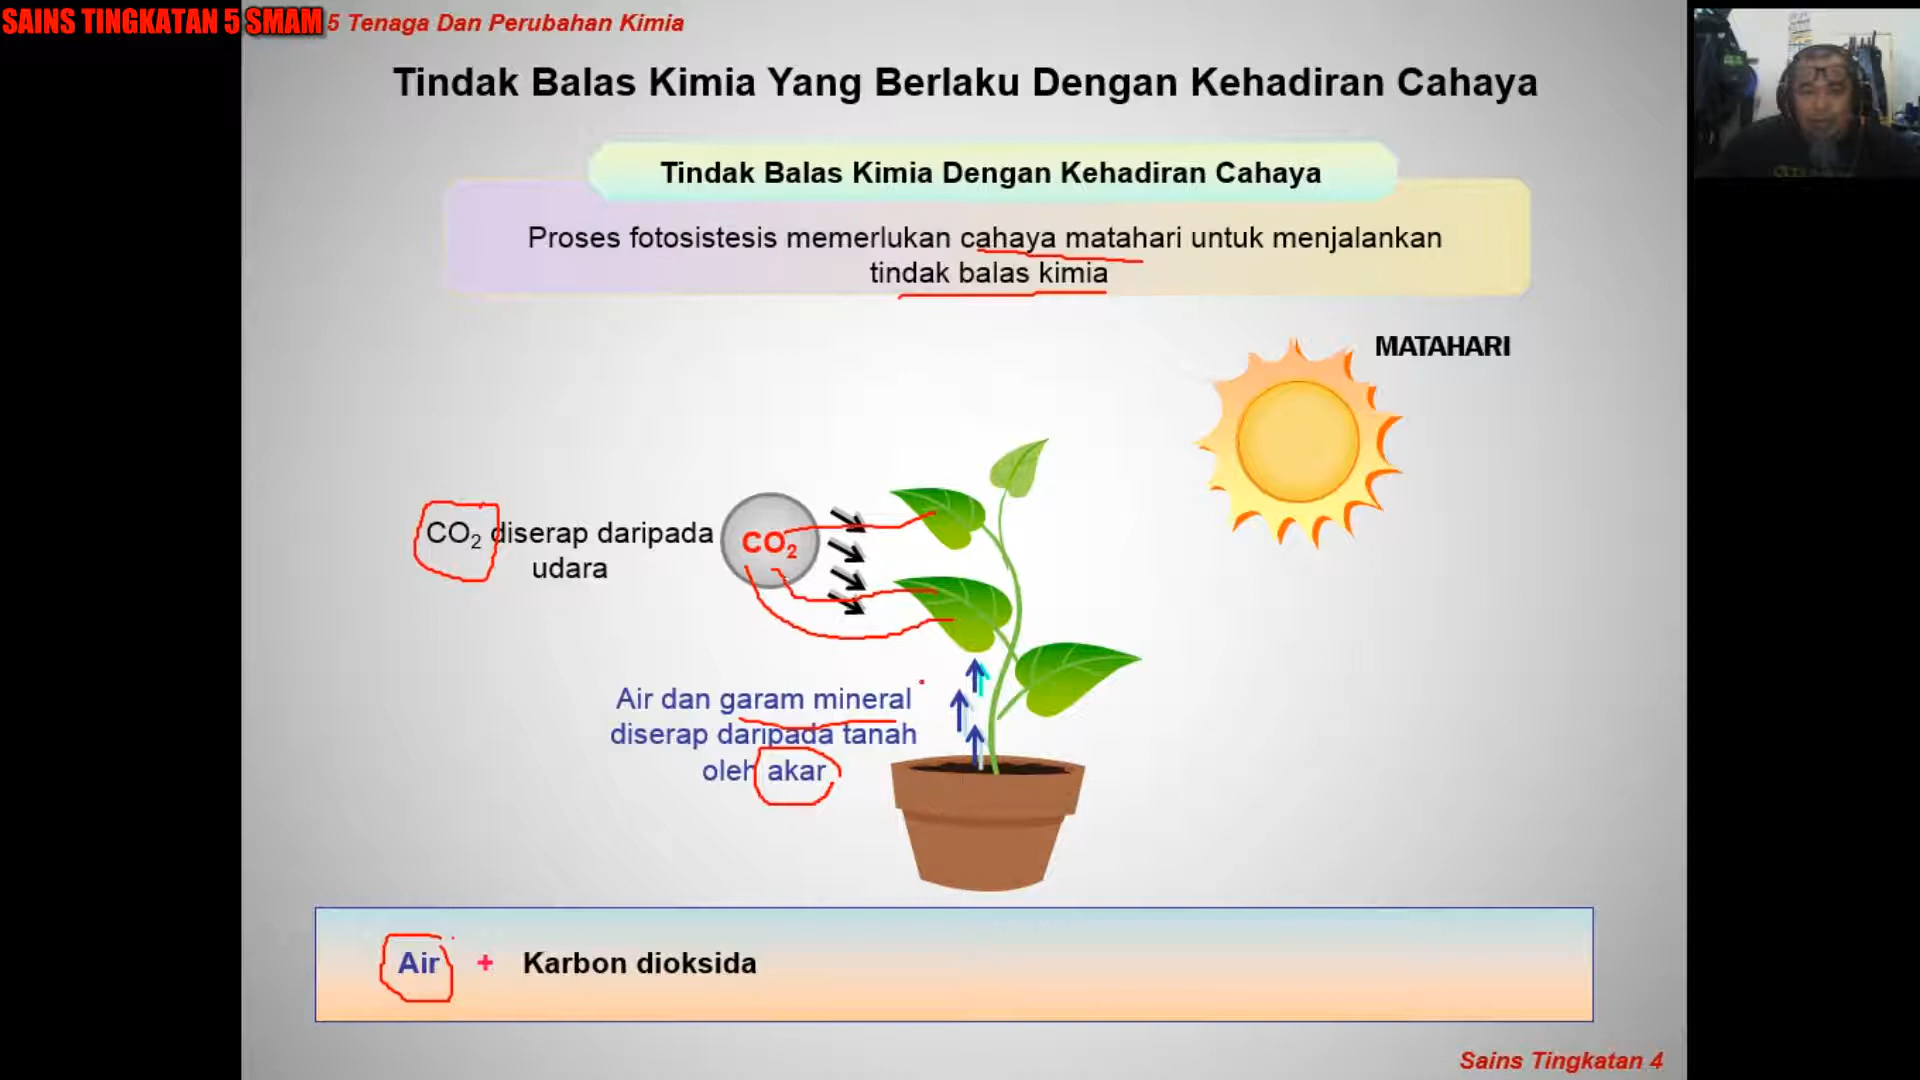 SAINS TINGKATAN 5 SMAM
5 Tenaga Dan Perubahan Kimia
Tindak Balas Kimia Yang Berlaku Dengan Kehadiran Cahaya
Tindak Balas Kimia Dengan Kehadiran Cahaya
Proses fotosistesis memerlukan cahaya matahari untuk menjalankan
tindak balas kimia
MATAHARI
CO₂ diserap daripada
udara
CO₂
Air dan garam mineral
diserap daripada tanah
oleh akar
Air + Karbon dioksida
Sains Tingkatan 4